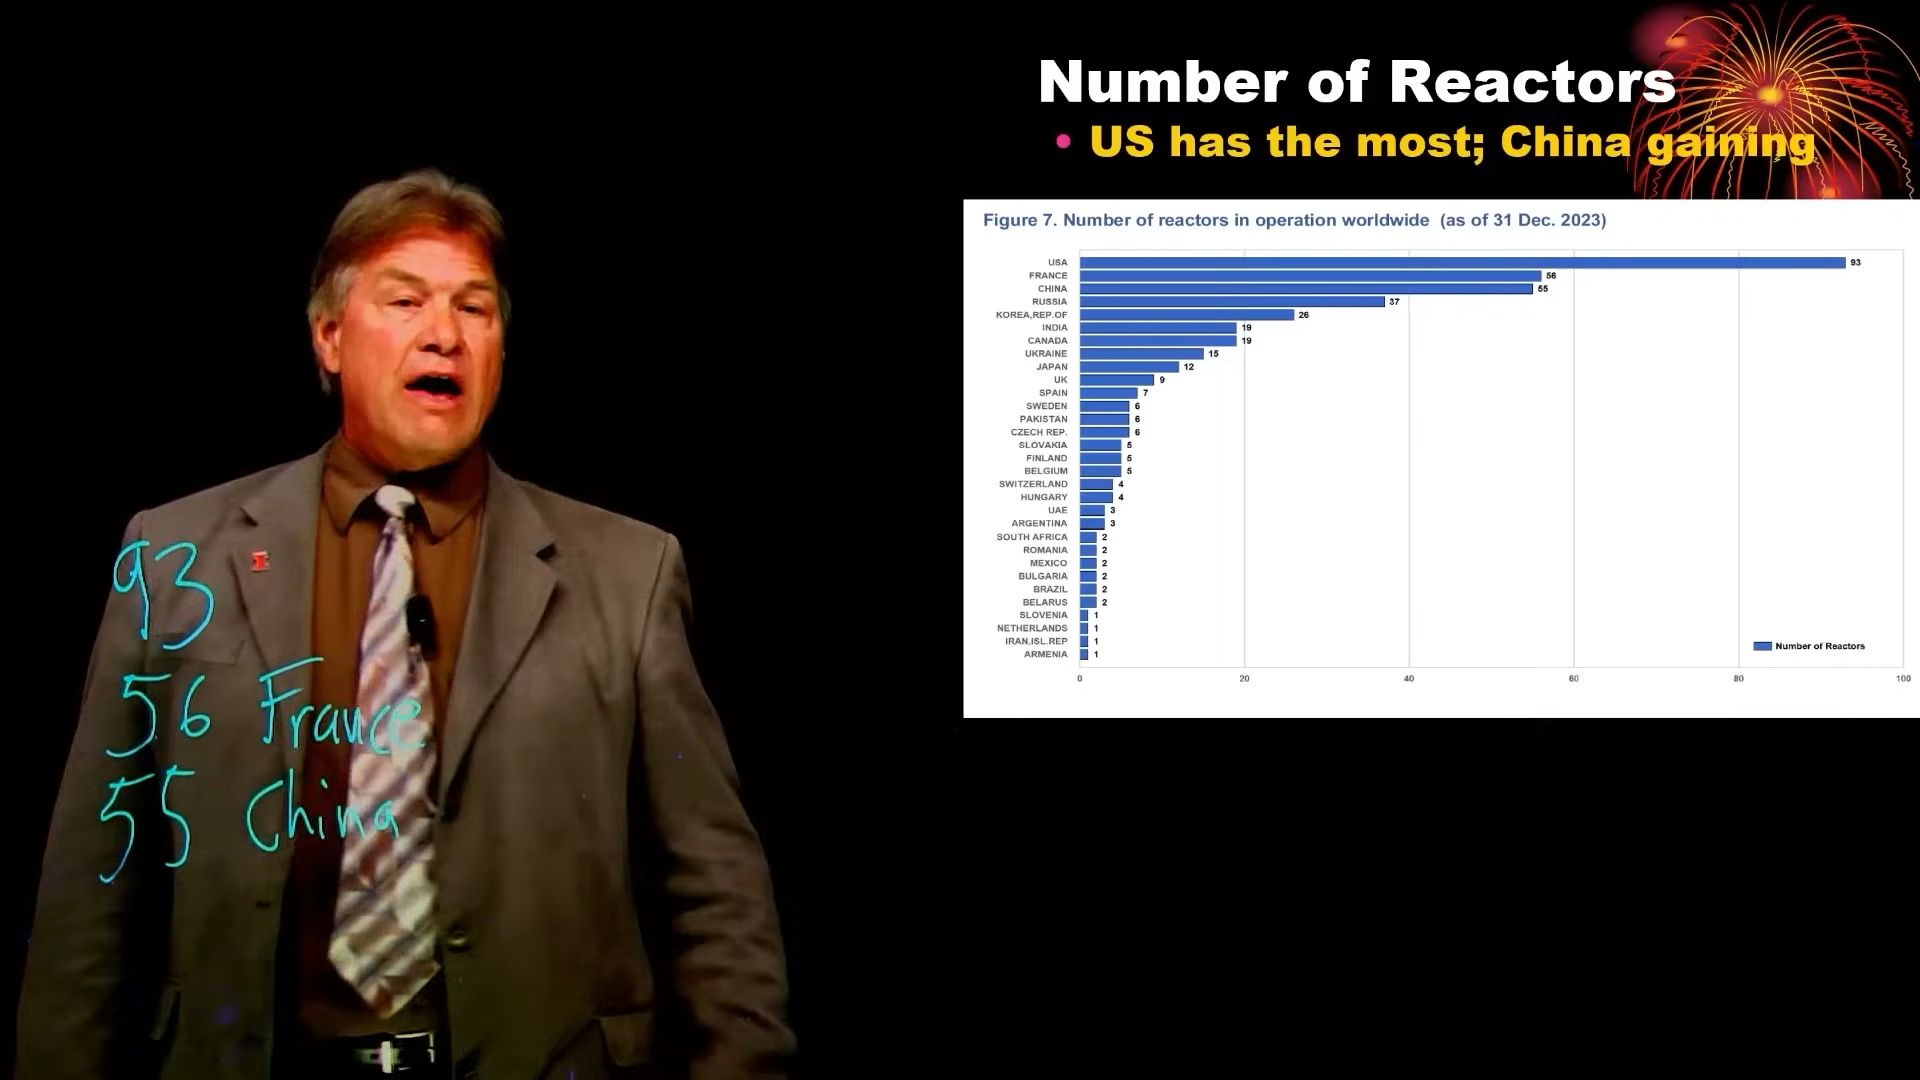 Number of Reactors
• US has the most; China gaining
Figure 7. Number of reactors in operation worldwide (as of 31 Dec. 2023)
USA 93
FRANCE 56
CHINA 55
RUSSIA 37
KOREA,REP.OF 26
INDIA 19
CANADA 19
UKRAINE 15
JAPAN 12
UK 9
SPAIN 7
SWEDEN 6
PAKISTAN 6
CZECH REP. 6
SLOVAKIA 5
FINLAND 5
BELGIUM 5
SWITZERLAND 4
HUNGARY 4
UAE 3
ARGENTINA 3
SOUTH AFRICA 2
ROMANIA 2
MEXICO 2
BULGARIA 2
BRAZIL 2
BELARUS 2
SLOVENIA 1
NETHERLANDS 1
IRAN,ISL.REP 1
ARMENIA 1
Number of Reactors
0 20 40 60 80 100
93
56 France
55 China
I